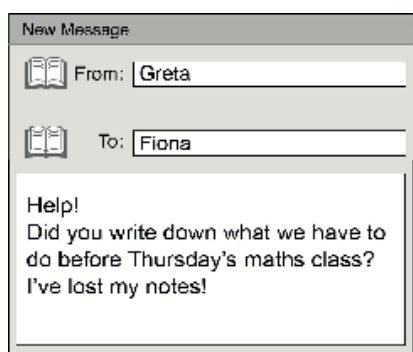 New Message
From: Greta
To: Fiona
Help!
Did you write down what we have to
do before Thursday's maths class?
I've lost my notes!